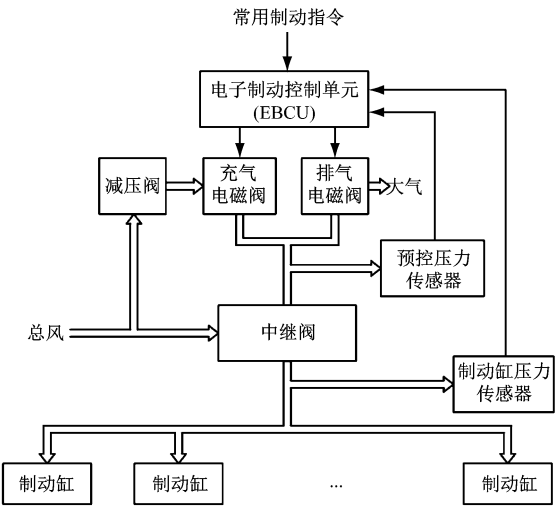 常用制动指令
电子制动控制单元
(EBCU)
减压阀
充气
电磁阀
排气
电磁阀
大气
预控压力
传感器
总风
中继阀
制动缸压力
传感器
制动缸
制动缸
...
制动缸